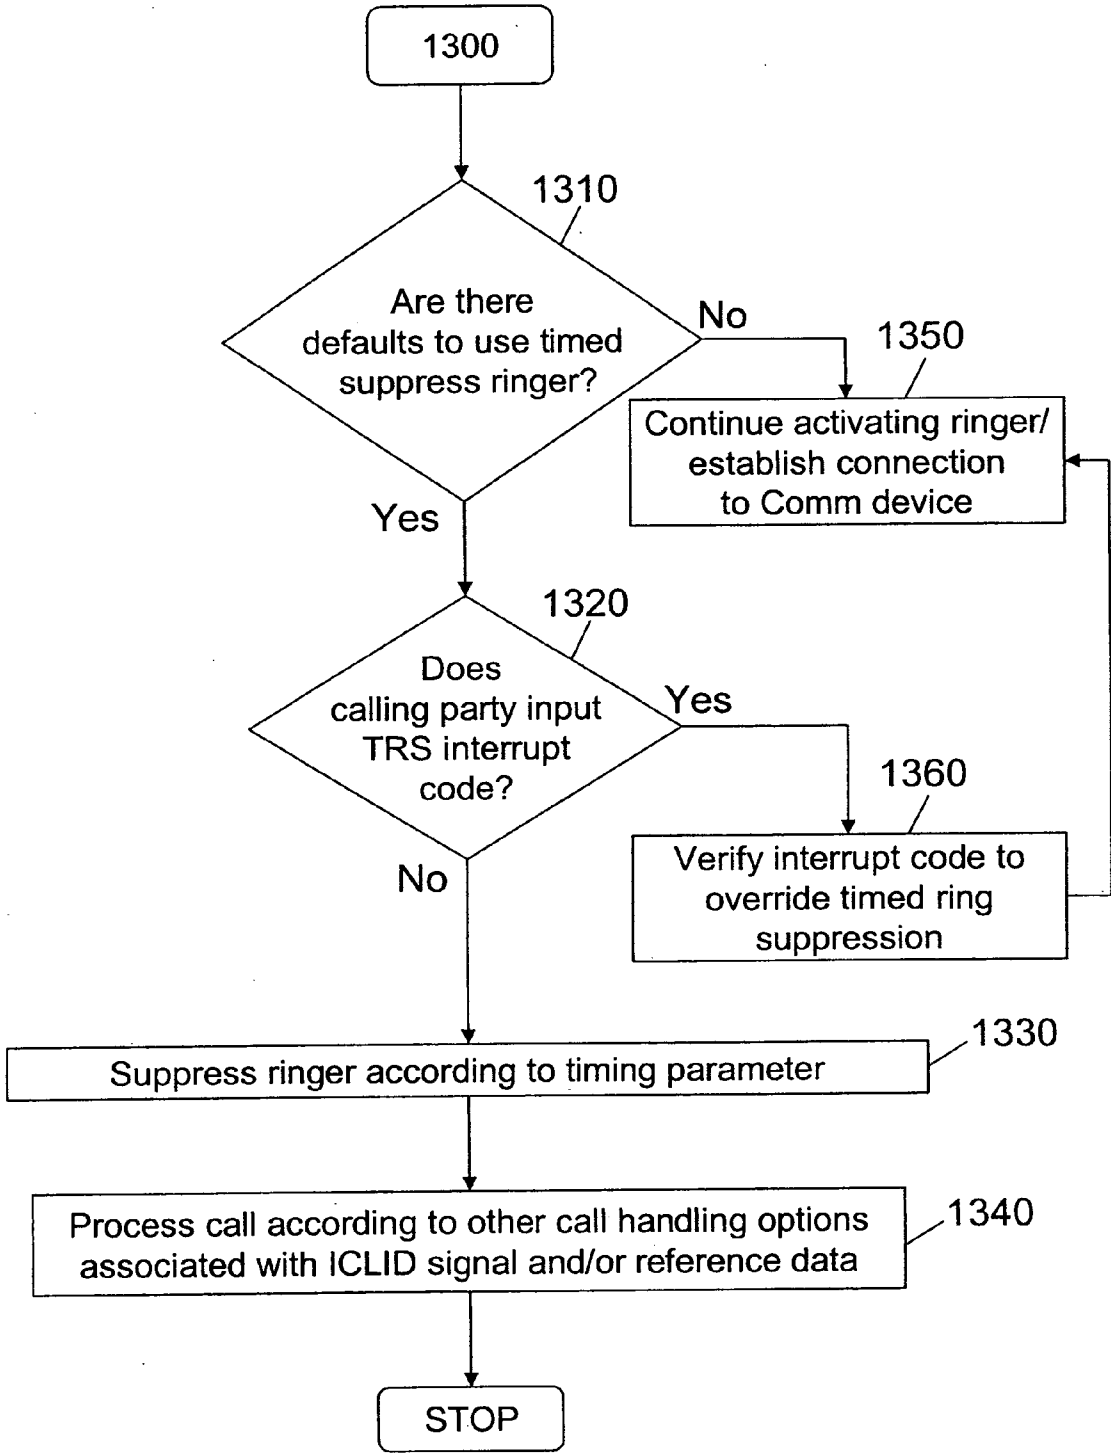 1300
1310
Are there
defaults to use timed
suppress ringer?
No
1350
Continue activating ringer/
establish connection
to Comm device
Yes
1320
Does
calling party input
TRS interrupt
code?
Yes
1360
Verify interrupt code to
override timed ring
suppression
No
1330
Suppress ringer according to timing parameter
1340
Process call according to other call handling options
associated with ICLID signal and/or reference data
STOP